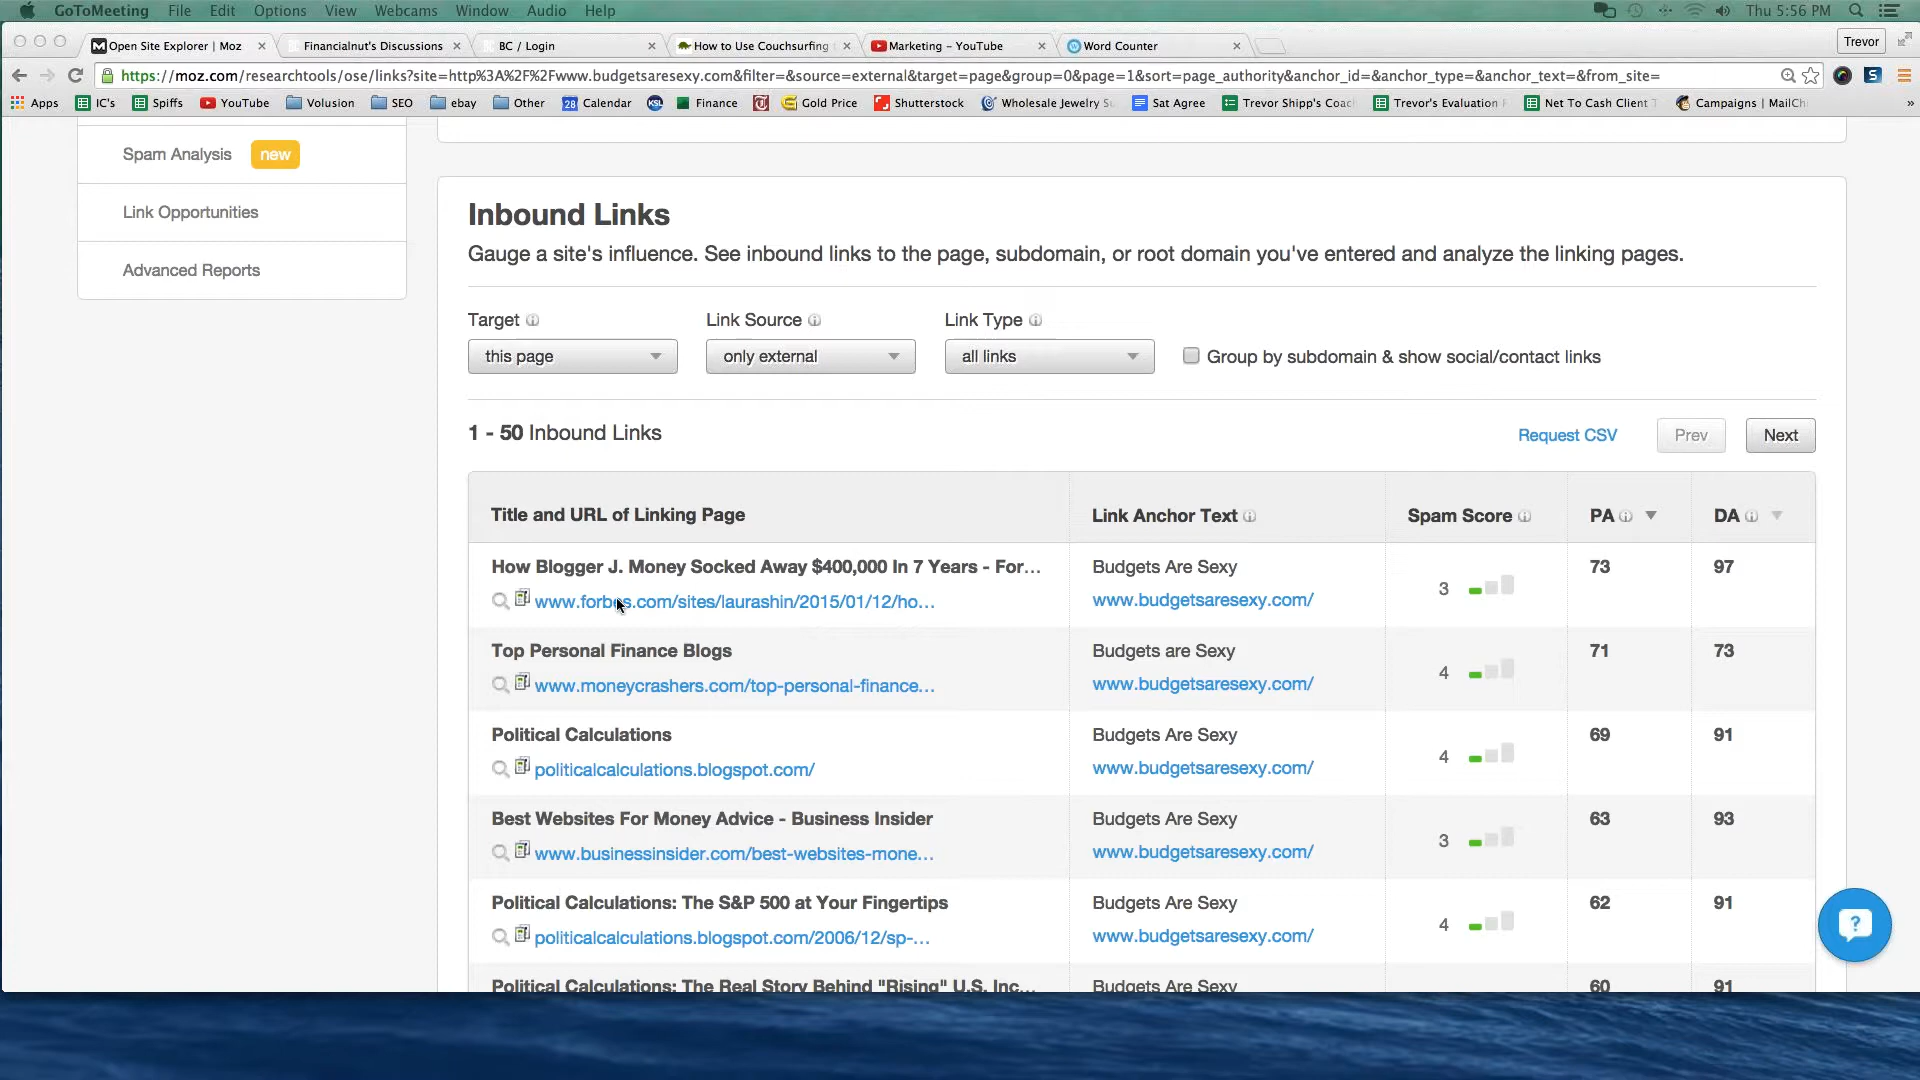 GoToMeeting File Edit Options View Webcams Window Audio Help Thu 5:56 PM
Open Site Explorer | Moz Financialnut's Discussions BC / Login How to Use Couchsurfing Marketing - YouTube Word Counter Trevor
https://moz.com/researchtools/ose/links?site=http%3A%2F%2Fwww.budgetsaresexy.com&filter=&source=external&target=page&group=0&page=1&sort=page_authority&anchor_id=&anchor_type=&anchor_text=&from_site=
Apps IC's Spiffs YouTube Volusion SEO ebay Other 28 Calendar KSL Finance Gold Price Shutterstock Wholesale Jewelry Su Sat Agree Trevor Shipp's Coac Trevor's Evaluation Net To Cash Client T Campaigns | MailChi »
Spam Analysis new
Link Opportunities
Advanced Reports
Inbound Links
Gauge a site's influence. See inbound links to the page, subdomain, or root domain you've entered and analyze the linking pages.
Target Link Source Link Type
this page only external all links Group by subdomain & show social/contact links
1 - 50 Inbound Links Request CSV Prev Next
Title and URL of Linking Page Link Anchor Text Spam Score PA DA
How Blogger J. Money Socked Away $400,000 In 7 Years - For... Budgets Are Sexy 3 73 97
www.forbes.com/sites/laurashin/2015/01/12/ho... www.budgetsaresexy.com/
Top Personal Finance Blogs Budgets are Sexy 4 71 73
www.moneycrashers.com/top-personal-finance... www.budgetsaresexy.com/
Political Calculations Budgets Are Sexy 4 69 91
politicalcalculations.blogspot.com/ www.budgetsaresexy.com/
Best Websites For Money Advice - Business Insider Budgets Are Sexy 3 63 93
www.businessinsider.com/best-websites-mone... www.budgetsaresexy.com/
Political Calculations: The S&P 500 at Your Fingertips Budgets Are Sexy 4 62 91
politicalcalculations.blogspot.com/2006/12/sp-... www.budgetsaresexy.com/
Political Calculations: The Real Story Behind "Rising" U.S. Inc... Budgets Are Sexy 60 91